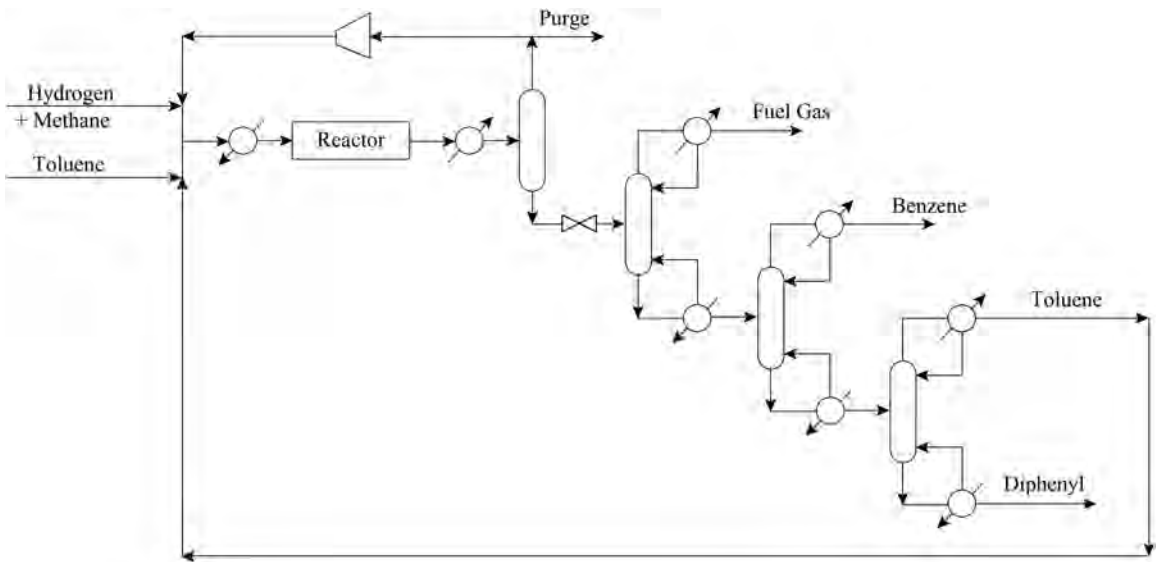 Purge
Hydrogen
+ Methane
Fuel Gas
Reactor
Toluene
Benzene
Toluene
Diphenyl